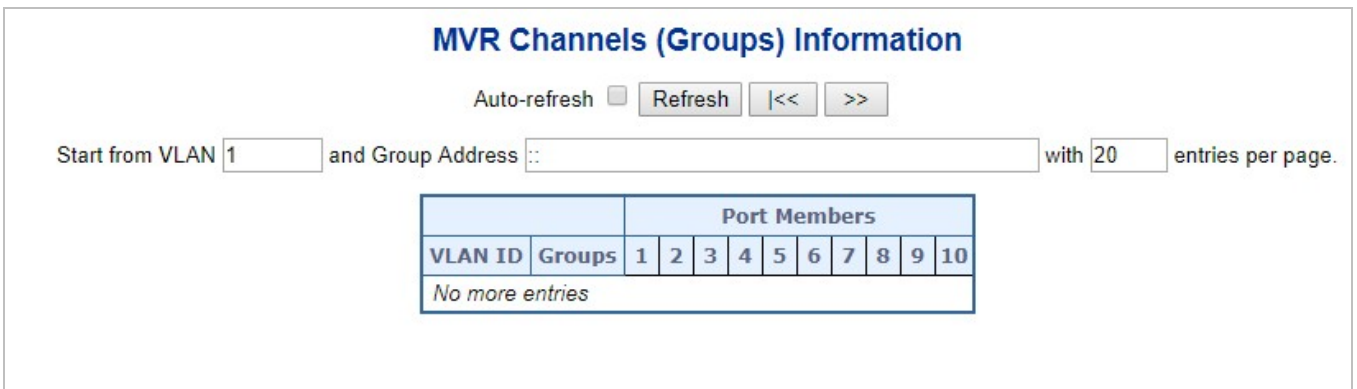 MVR Channels (Groups) Information
Auto-refresh Refresh |<< >>
Start from VLAN 1 and Group Address :: with 20 entries per page.
Port Members
VLAN ID Groups 1 2 3 4 5 6 7 8 9 10
No more entries